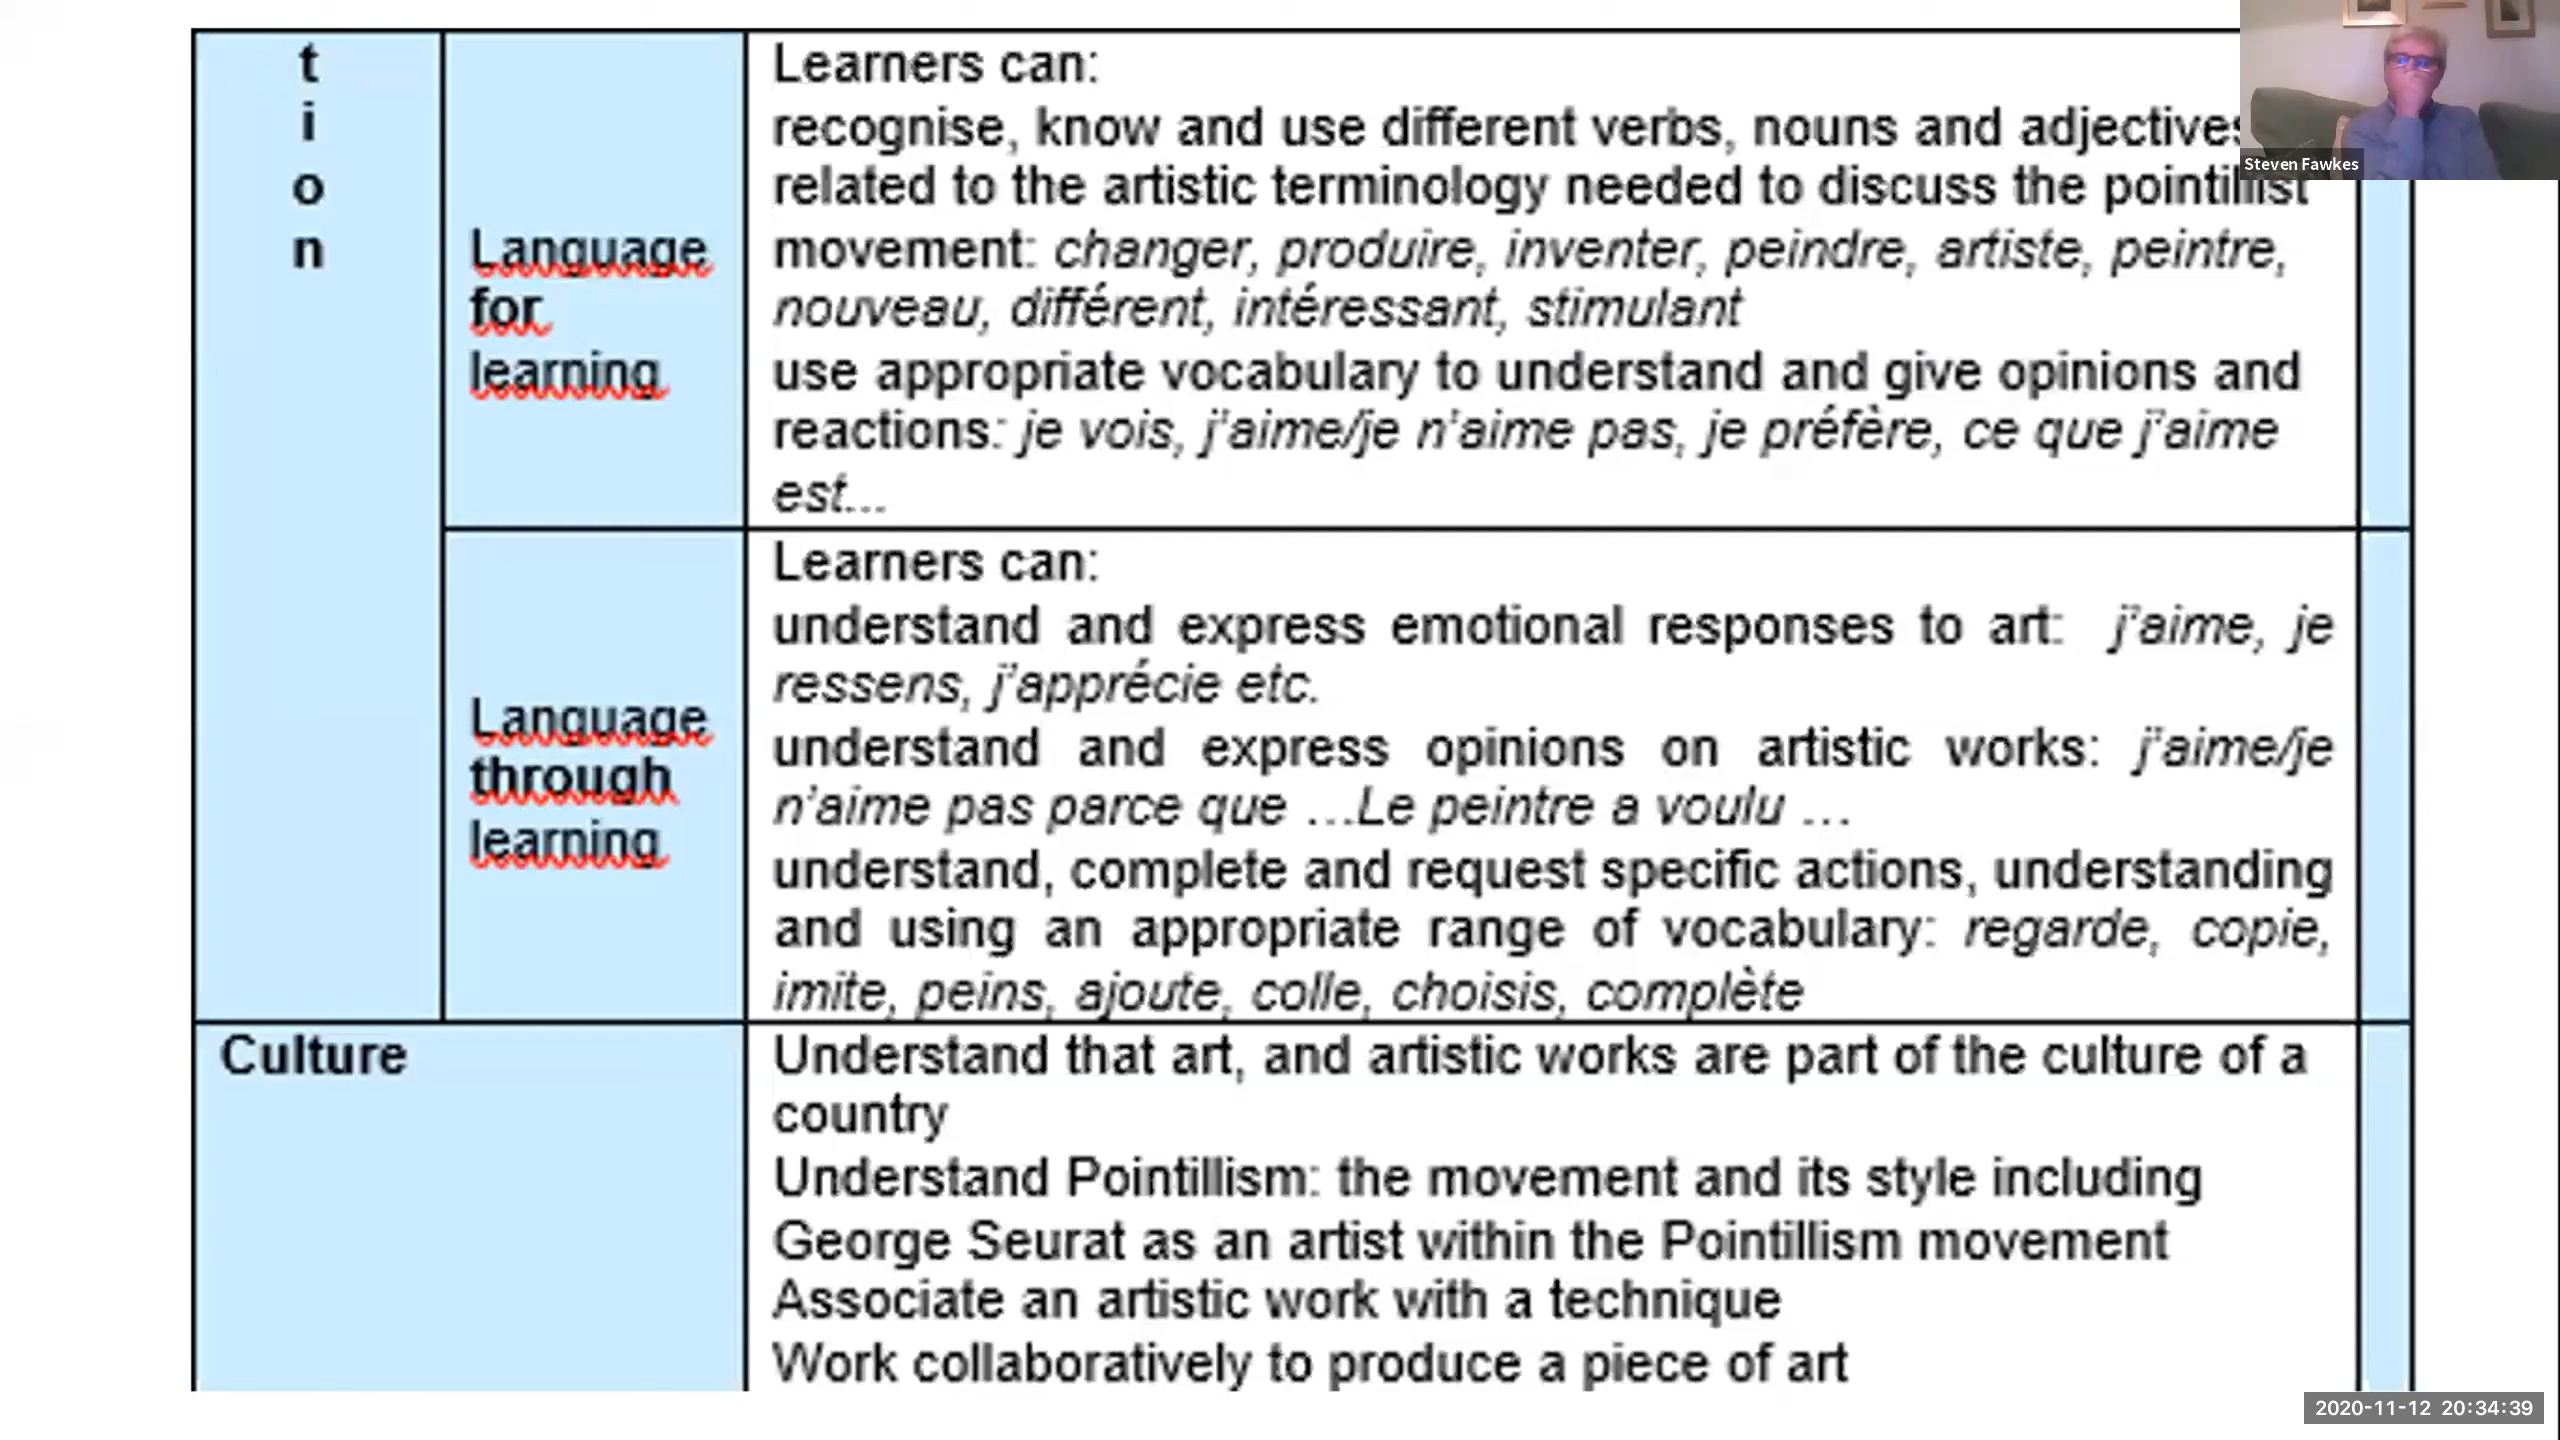 t
i
o
n
Language
for
learning
Learners can:
recognise, know and use different verbs, nouns and adjectives
related to the artistic terminology needed to discuss the pointillist
movement: changer, produire, inventer, peindre, artiste, peintre,
nouveau, différent, intéressant, stimulant
use appropriate vocabulary to understand and give opinions and
reactions: je vois, j'aime/je n'aime pas, je préfère, ce que j'aime
est...
Language
through
learning
Learners can:
understand and express emotional responses to art: j'aime, je
ressens, j'apprécie etc.
understand and express opinions on artistic works: j'aime/je
n'aime pas parce que …Le peintre a voulu …
understand, complete and request specific actions, understanding
and using an appropriate range of vocabulary: regarde, copie,
imite, peins, ajoute, colle, choisis, complète
Culture
Understand that art, and artistic works are part of the culture of a
country
Understand Pointillism: the movement and its style including
George Seurat as an artist within the Pointillism movement
Associate an artistic work with a technique
Work collaboratively to produce a piece of art
Steven Fawkes
2020-11-12 20:34:39